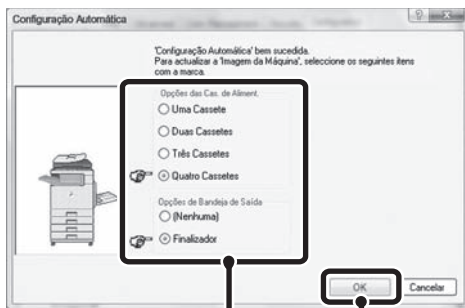 Configuração Automática
'Configuração Automática' bem sucedida.
Para actualizar a 'Imagem da Máquina', seleccione os seguintes itens
com a marca.
Opções das Cas. de Aliment.
Uma Cassete
Duas Cassetes
Três Cassetes
Quatro Cassetes
Opções de Bandeja de Saída
(Nenhuma)
Finalizador
OK
Cancelar